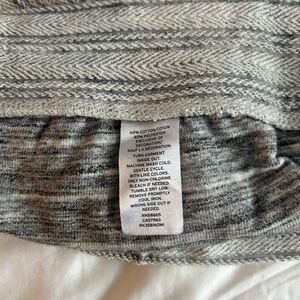 60% COTTON/COTON
40% POLYESTER
EXCLUSIVE OF
DECORATION/
SAUF LA DÉCORATION
TURN GARMENT
INSIDE OUT.
MACHINE WASH COLD.
GENTLE CYCLE.
WITH LIKE COLORS.
ONLY NON-CHLORINE
BLEACH IF NEEDED.
TUMBLE DRY LOW.
REMOVE PROMPTLY
COOL IRON.
WRONG SIDE OUT IF
NEEDED.
RN58665
CA57963